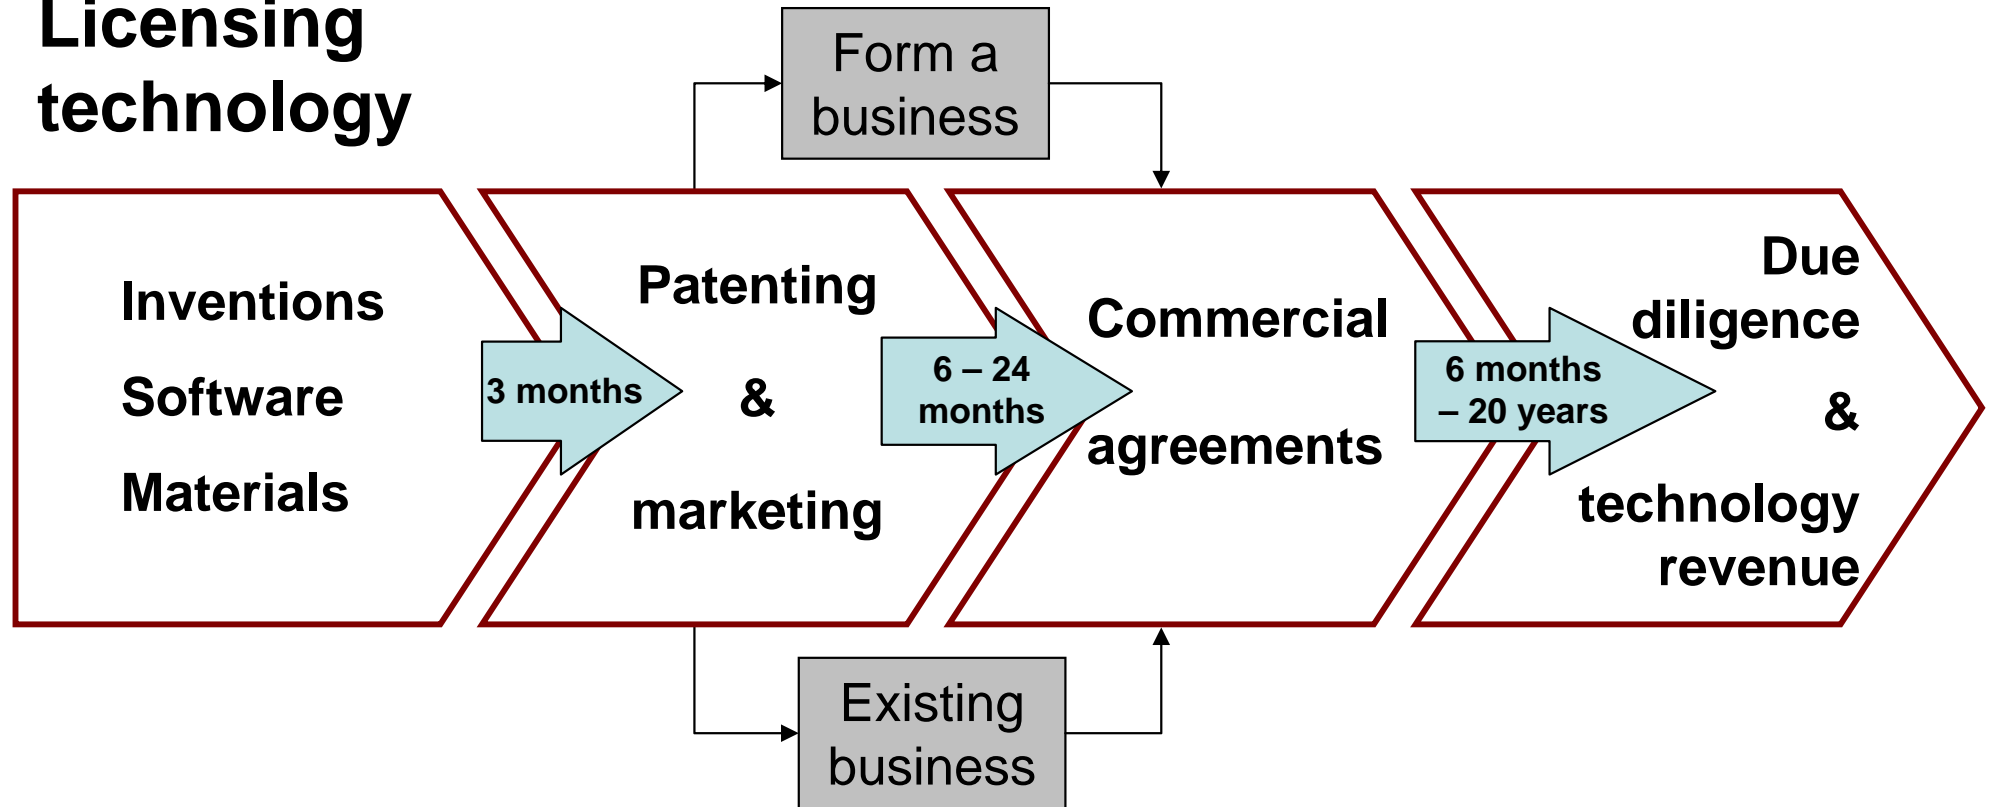 Licensing
technology
Form a
business
Inventions
Software
Materials
3 months
Patenting
&
marketing
6 – 24
months
Commercial
agreements
6 months
– 20 years
Due
diligence
&
technology
revenue
Existing
business